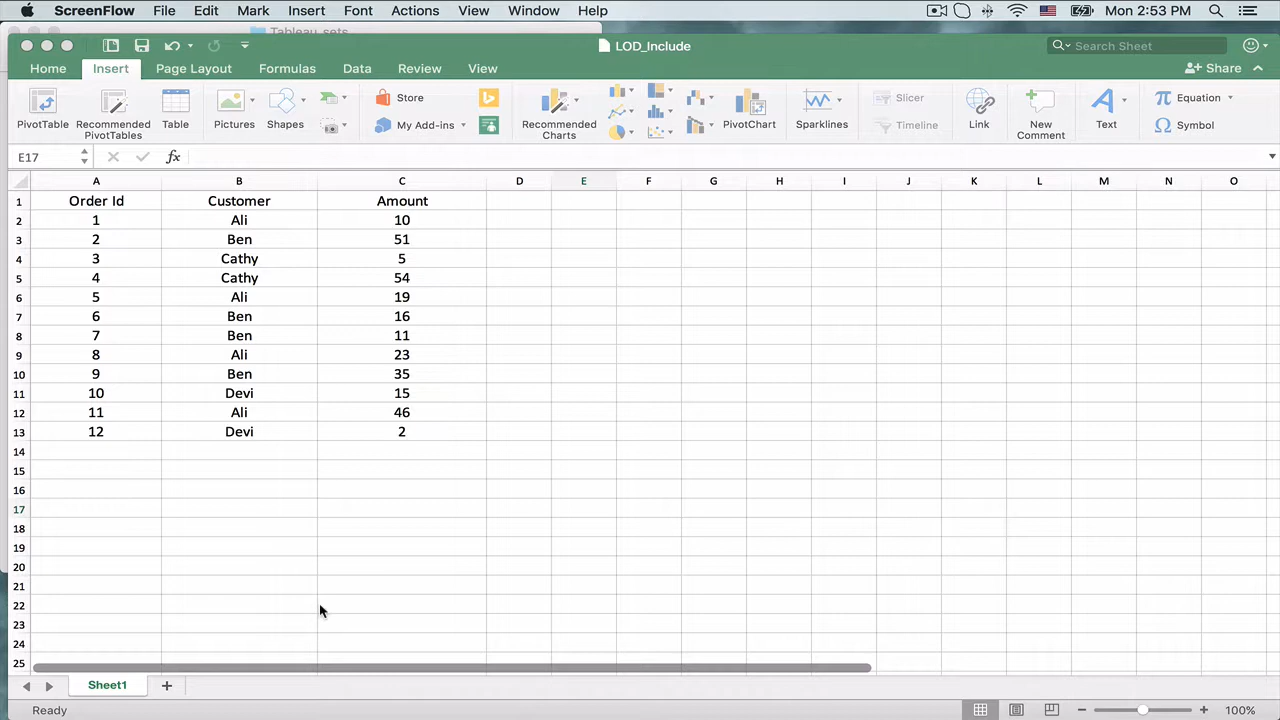 ScreenFlow File Edit Mark Insert Font Actions View Window Help Mon 2:53 PM
Tableau_sets
LOD_Include
Search Sheet
Home Insert Page Layout Formulas Data Review View Share
PivotTable
Recommended PivotTables
Table
Pictures
Shapes
Store
My Add-ins
Recommended Charts
PivotChart
Sparklines
Slicer
Timeline
Link
New Comment
Text
Equation
Symbol
E17 fx
A B C D E F G H I J K L M N O
1 Order Id Customer Amount
2 1 Ali 10
3 2 Ben 51
4 3 Cathy 5
5 4 Cathy 54
6 5 Ali 19
7 6 Ben 16
8 7 Ben 11
9 8 Ali 23
10 9 Ben 35
11 10 Devi 15
12 11 Ali 46
13 12 Devi 2
14
15
16
17
18
19
20
21
22
23
24
25
Sheet1 +
Ready 100%